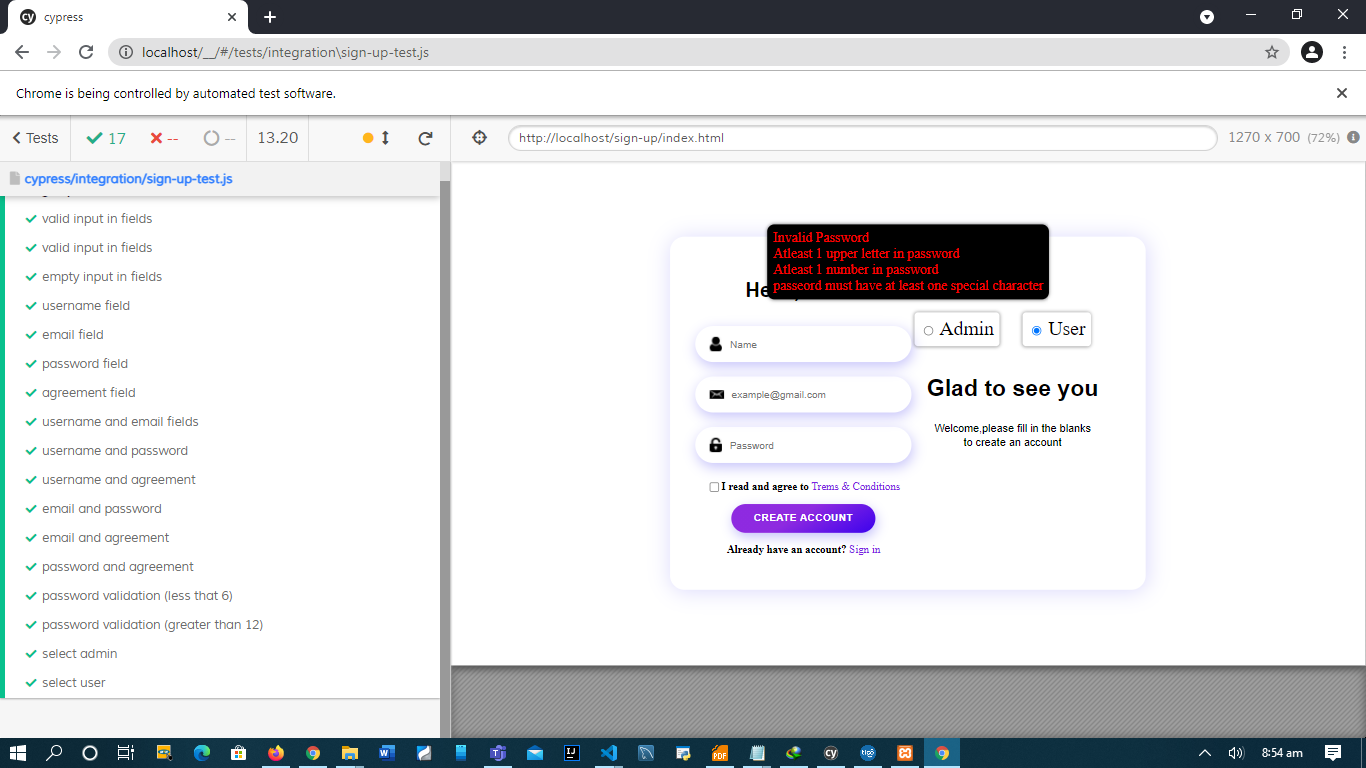 cypress
localhost/__/#/tests/integration\sign-up-test.js
Chrome is being controlled by automated test software.
Tests
17
--
--
13.20
http://localhost/sign-up/index.html
1270 x 700 (72%)
cypress/integration/sign-up-test.js
valid input in fields
valid input in fields
empty input in fields
username field
email field
password field
agreement field
username and email fields
username and password
username and agreement
email and password
email and agreement
password and agreement
password validation (less that 6)
password validation (greater than 12)
select admin
select user
Invalid Password
Atleast 1 upper letter in password
Atleast 1 number in password
passeord must have at least one special character
Admin
User
Name
example@gmail.com
Password
I read and agree to Trems & Conditions
CREATE ACCOUNT
Already have an account? Sign in
Glad to see you
Welcome,please fill in the blanks
to create an account
8:54 am